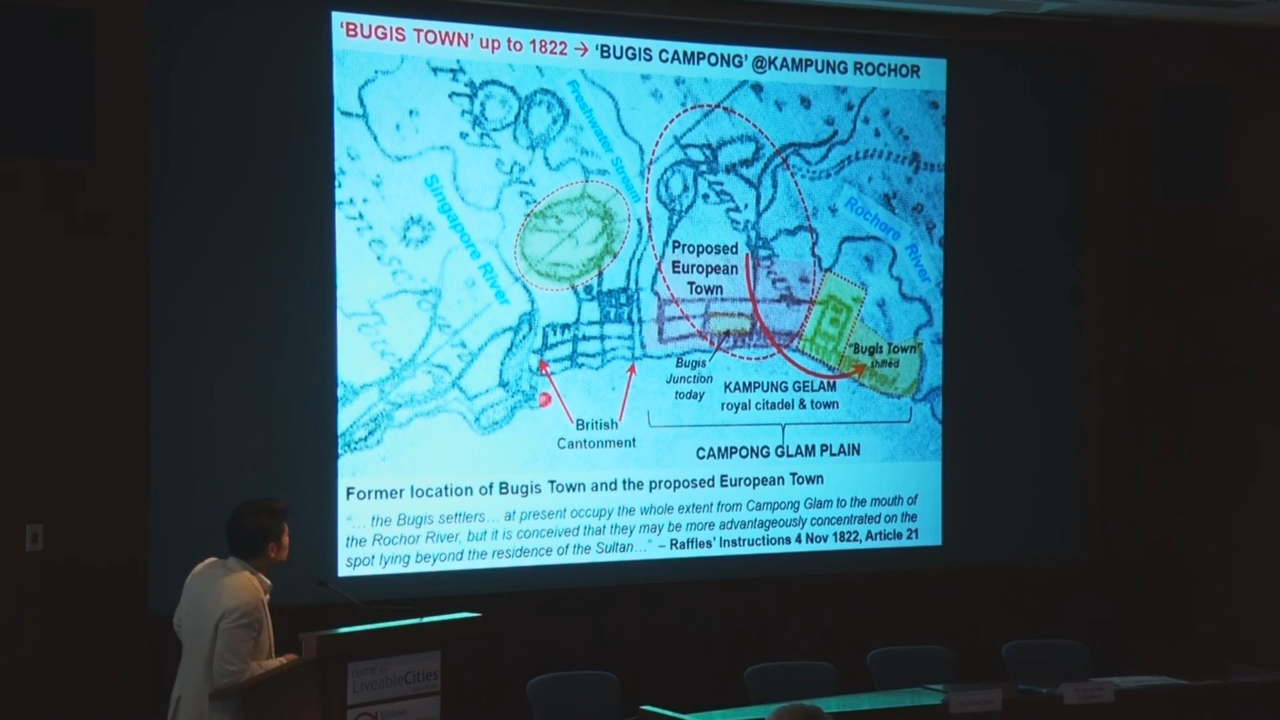 ‘BUGIS TOWN’ up to 1822 → ‘BUGIS CAMPONG’ @KAMPUNG ROCHOR
Freshwater Stream
Singapore River
Rochore River
Proposed
European
Town
“Bugis Town”
shifted
Bugis
Junction
today
KAMPUNG GELAM
royal citadel & town
British
Cantonment
CAMPONG GLAM PLAIN
Former location of Bugis Town and the proposed European Town
“… the Bugis settlers… at present occupy the whole extent from Campong Glam to the mouth of
the Rochor River, but it is conceived that they may be more advantageously concentrated on the
spot lying beyond the residence of the Sultan…” – Raffles’ Instructions 4 Nov 1822, Article 21
CENTRE for
LiveableCities